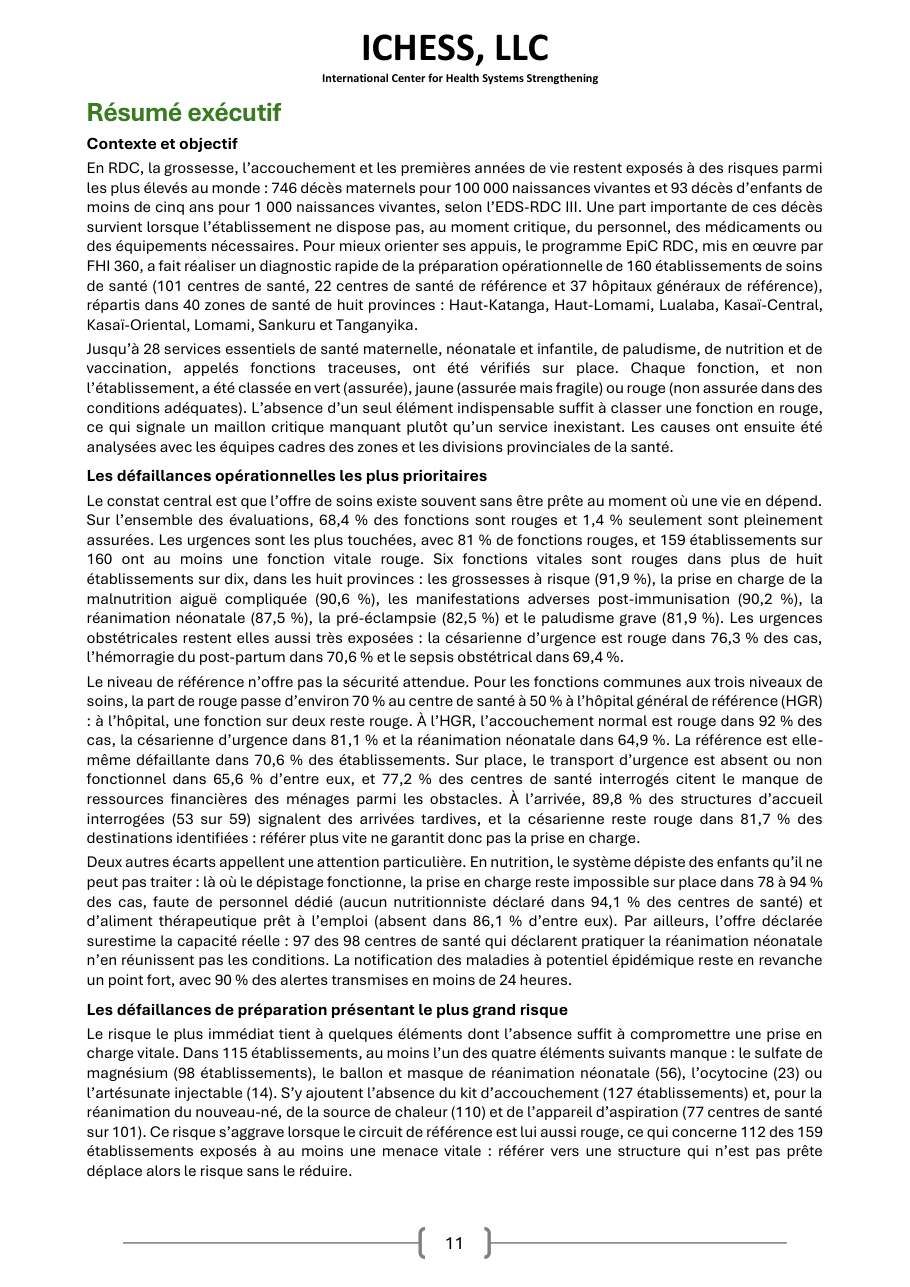 ICHESS, LLC
International Center for Health Systems Strengthening
Résumé exécutif
Contexte et objectif
En RDC, la grossesse, l’accouchement et les premières années de vie restent exposés à des risques parmi
les plus élevés au monde : 746 décès maternels pour 100 000 naissances vivantes et 93 décès d’enfants de
moins de cinq ans pour 1 000 naissances vivantes, selon l’EDS-RDC III. Une part importante de ces décès
survient lorsque l’établissement ne dispose pas, au moment critique, du personnel, des médicaments ou
des équipements nécessaires. Pour mieux orienter ses appuis, le programme EpiC RDC, mis en œuvre par
FHI 360, a fait réaliser un diagnostic rapide de la préparation opérationnelle de 160 établissements de soins
de santé (101 centres de santé, 22 centres de santé de référence et 37 hôpitaux généraux de référence),
répartis dans 40 zones de santé de huit provinces : Haut-Katanga, Haut-Lomami, Lualaba, Kasaï-Central,
Kasaï-Oriental, Lomami, Sankuru et Tanganyika.
Jusqu’à 28 services essentiels de santé maternelle, néonatale et infantile, de paludisme, de nutrition et de
vaccination, appelés fonctions traceuses, ont été vérifiés sur place. Chaque fonction, et non
l’établissement, a été classée en vert (assurée), jaune (assurée mais fragile) ou rouge (non assurée dans des
conditions adéquates). L’absence d’un seul élément indispensable suffit à classer une fonction en rouge,
ce qui signale un maillon critique manquant plutôt qu’un service inexistant. Les causes ont ensuite été
analysées avec les équipes cadres des zones et les divisions provinciales de la santé.
Les défaillances opérationnelles les plus prioritaires
Le constat central est que l’offre de soins existe souvent sans être prête au moment où une vie en dépend.
Sur l’ensemble des évaluations, 68,4 % des fonctions sont rouges et 1,4 % seulement sont pleinement
assurées. Les urgences sont les plus touchées, avec 81 % de fonctions rouges, et 159 établissements sur
160 ont au moins une fonction vitale rouge. Six fonctions vitales sont rouges dans plus de huit
établissements sur dix, dans les huit provinces : les grossesses à risque (91,9 %), la prise en charge de la
malnutrition aiguë compliquée (90,6 %), les manifestations adverses post-immunisation (90,2 %), la
réanimation néonatale (87,5 %), la pré-éclampsie (82,5 %) et le paludisme grave (81,9 %). Les urgences
obstétricales restent elles aussi très exposées : la césarienne d’urgence est rouge dans 76,3 % des cas,
l’hémorragie du post-partum dans 70,6 % et le sepsis obstétrical dans 69,4 %.
Le niveau de référence n’offre pas la sécurité attendue. Pour les fonctions communes aux trois niveaux de
soins, la part de rouge passe d’environ 70 % au centre de santé à 50 % à l’hôpital général de référence (HGR)
: à l’hôpital, une fonction sur deux reste rouge. À l’HGR, l’accouchement normal est rouge dans 92 % des
cas, la césarienne d’urgence dans 81,1 % et la réanimation néonatale dans 64,9 %. La référence est elle-
même défaillante dans 70,6 % des établissements. Sur place, le transport d’urgence est absent ou non
fonctionnel dans 65,6 % d’entre eux, et 77,2 % des centres de santé interrogés citent le manque de
ressources financières des ménages parmi les obstacles. À l’arrivée, 89,8 % des structures d’accueil
interrogées (53 sur 59) signalent des arrivées tardives, et la césarienne reste rouge dans 81,7 % des
destinations identifiées : référer plus vite ne garantit donc pas la prise en charge.
Deux autres écarts appellent une attention particulière. En nutrition, le système dépiste des enfants qu’il ne
peut pas traiter : là où le dépistage fonctionne, la prise en charge reste impossible sur place dans 78 à 94 %
des cas, faute de personnel dédié (aucun nutritionniste déclaré dans 94,1 % des centres de santé) et
d’aliment thérapeutique prêt à l’emploi (absent dans 86,1 % d’entre eux). Par ailleurs, l’offre déclarée
surestime la capacité réelle : 97 des 98 centres de santé qui déclarent pratiquer la réanimation néonatale
n’en réunissent pas les conditions. La notification des maladies à potentiel épidémique reste en revanche
un point fort, avec 90 % des alertes transmises en moins de 24 heures.
Les défaillances de préparation présentant le plus grand risque
Le risque le plus immédiat tient à quelques éléments dont l’absence suffit à compromettre une prise en
charge vitale. Dans 115 établissements, au moins l’un des quatre éléments suivants manque : le sulfate de
magnésium (98 établissements), le ballon et masque de réanimation néonatale (56), l’ocytocine (23) ou
l’artésunate injectable (14). S’y ajoutent l’absence du kit d’accouchement (127 établissements) et, pour la
réanimation du nouveau-né, de la source de chaleur (110) et de l’appareil d’aspiration (77 centres de santé
sur 101). Ce risque s’aggrave lorsque le circuit de référence est lui aussi rouge, ce qui concerne 112 des 159
établissements exposés à au moins une menace vitale : référer vers une structure qui n’est pas prête
déplace alors le risque sans le réduire.
11